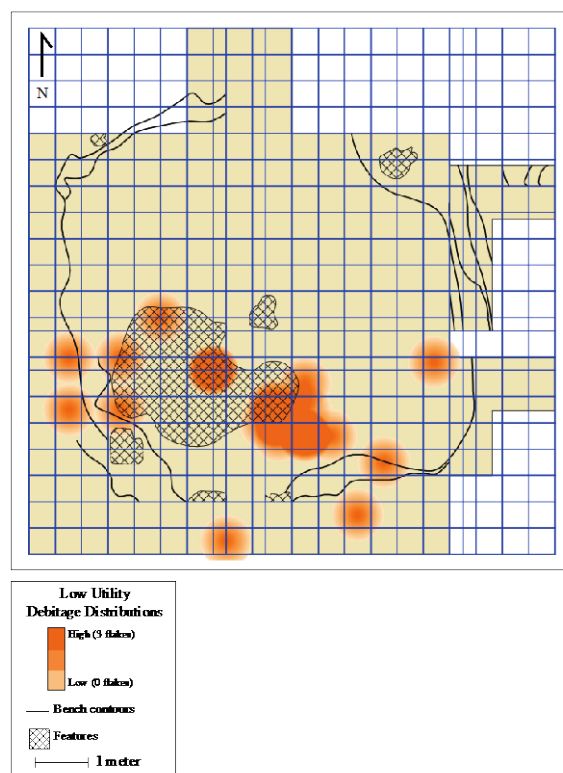 N
Low Utility
Debitage Distributions
High (3 flakes)
Low (0 flakes)
Bench contours
Features
1 meter